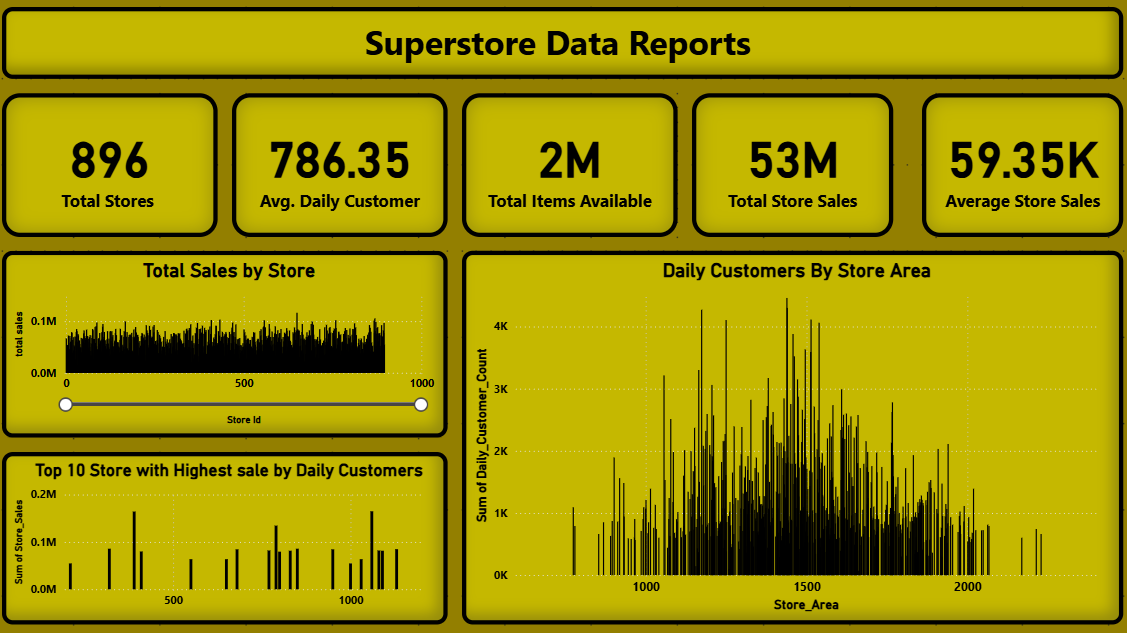 Superstore Data Reports
896
Total Stores
786.35
Avg. Daily Customer
2M
Total Items Available
53M
Total Store Sales
59.35K
Average Store Sales
Total Sales by Store
total sales
0.1M
0.0M
0 500 1000
Store Id
Top 10 Store with Highest sale by Daily Customers
Sum of Store_Sales
0.2M
0.1M
0.0M
500 1000
Daily Customers By Store Area
Sum of Daily_Customer_Count
4K
3K
2K
1K
0K
1000 1500 2000
Store_Area